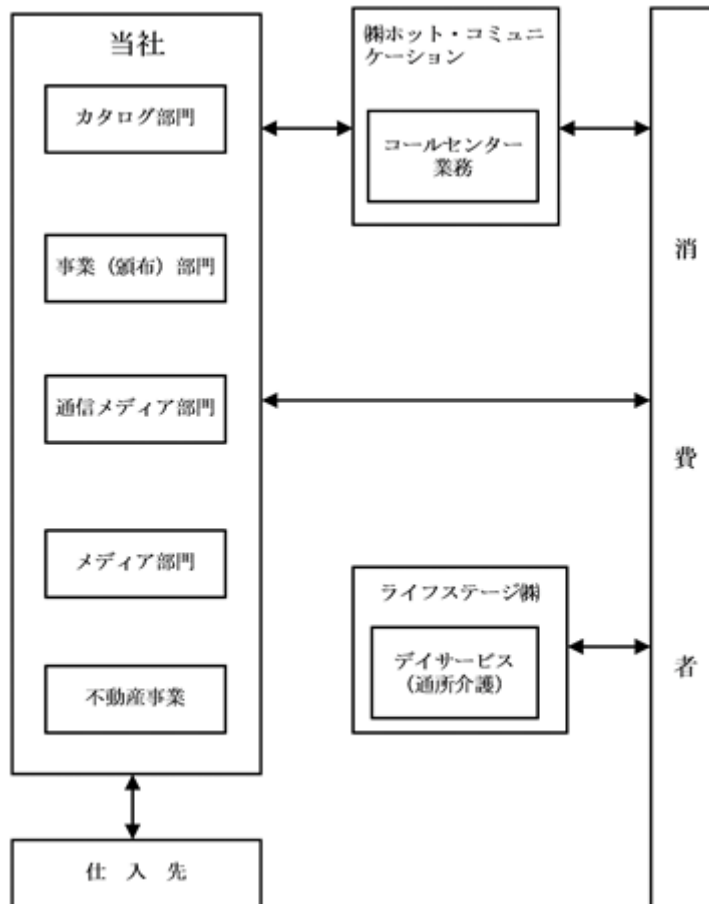 当社
カタログ部門
事業（頒布）部門
通信メディア部門
メディア部門
不動産事業
仕入先
㈱ホット・コミュニ
ケーション
コールセンター
業務
ライフステージ㈱
デイサービス
（通所介護）
消費者